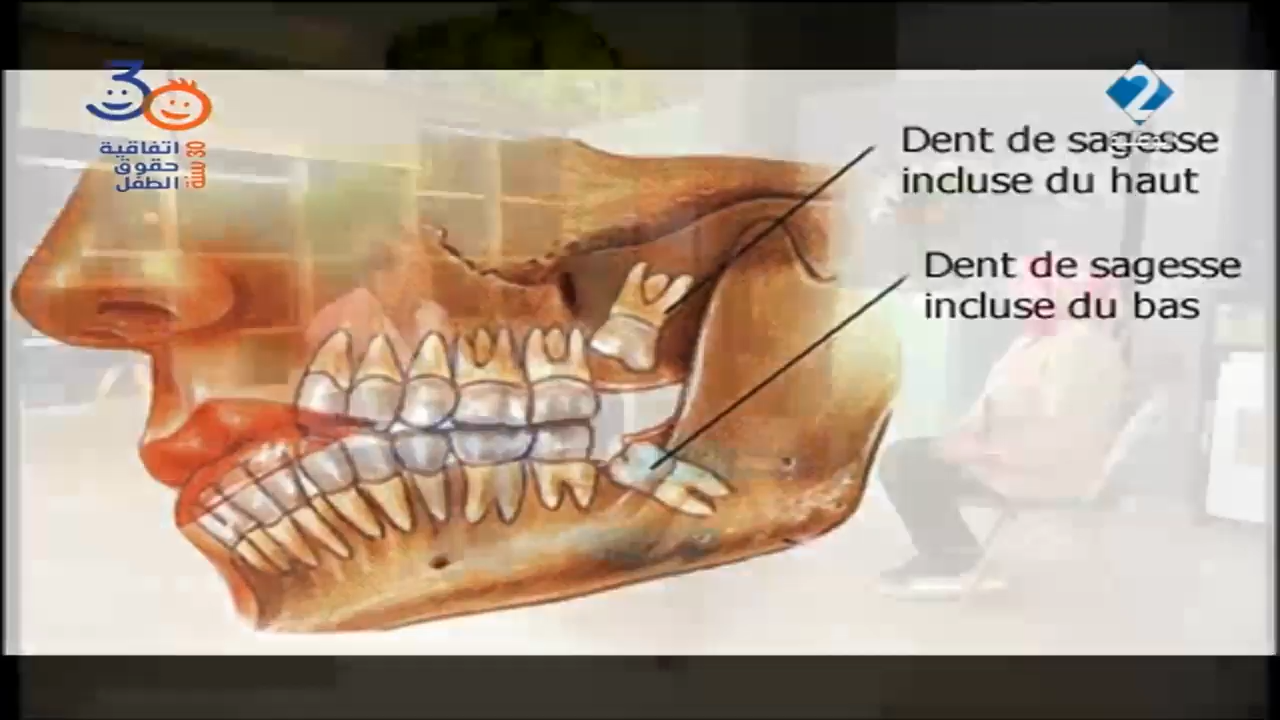 30
اتفاقية
حقوق
الطفل
30 سنة
2
Dent de sagesse
incluse du haut
Dent de sagesse
incluse du bas